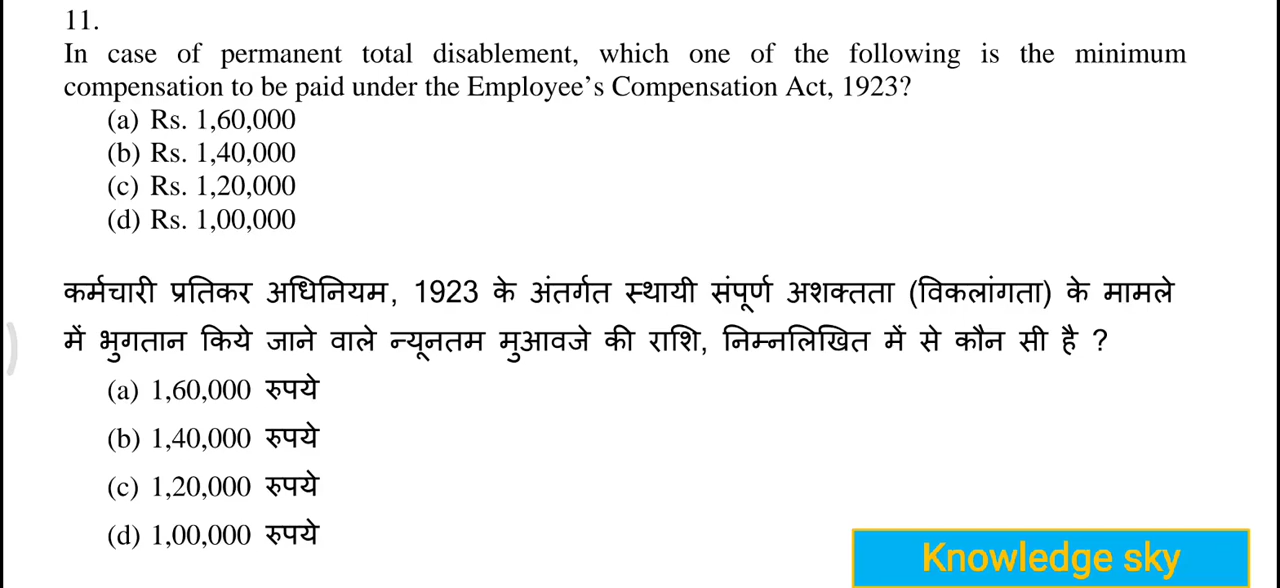 11.
In case of permanent total disablement, which one of the following is the minimum
compensation to be paid under the Employee’s Compensation Act, 1923?
(a) Rs. 1,60,000
(b) Rs. 1,40,000
(c) Rs. 1,20,000
(d) Rs. 1,00,000
कर्मचारी प्रतिकर अधिनियम, 1923 के अंतर्गत स्थायी संपूर्ण अशक्तता (विकलांगता) के मामले
में भुगतान किये जाने वाले न्यूनतम मुआवजे की राशि, निम्नलिखित में से कौन सी है ?
(a) 1,60,000 रुपये
(b) 1,40,000 रुपये
(c) 1,20,000 रुपये
(d) 1,00,000 रुपये
Knowledge sky